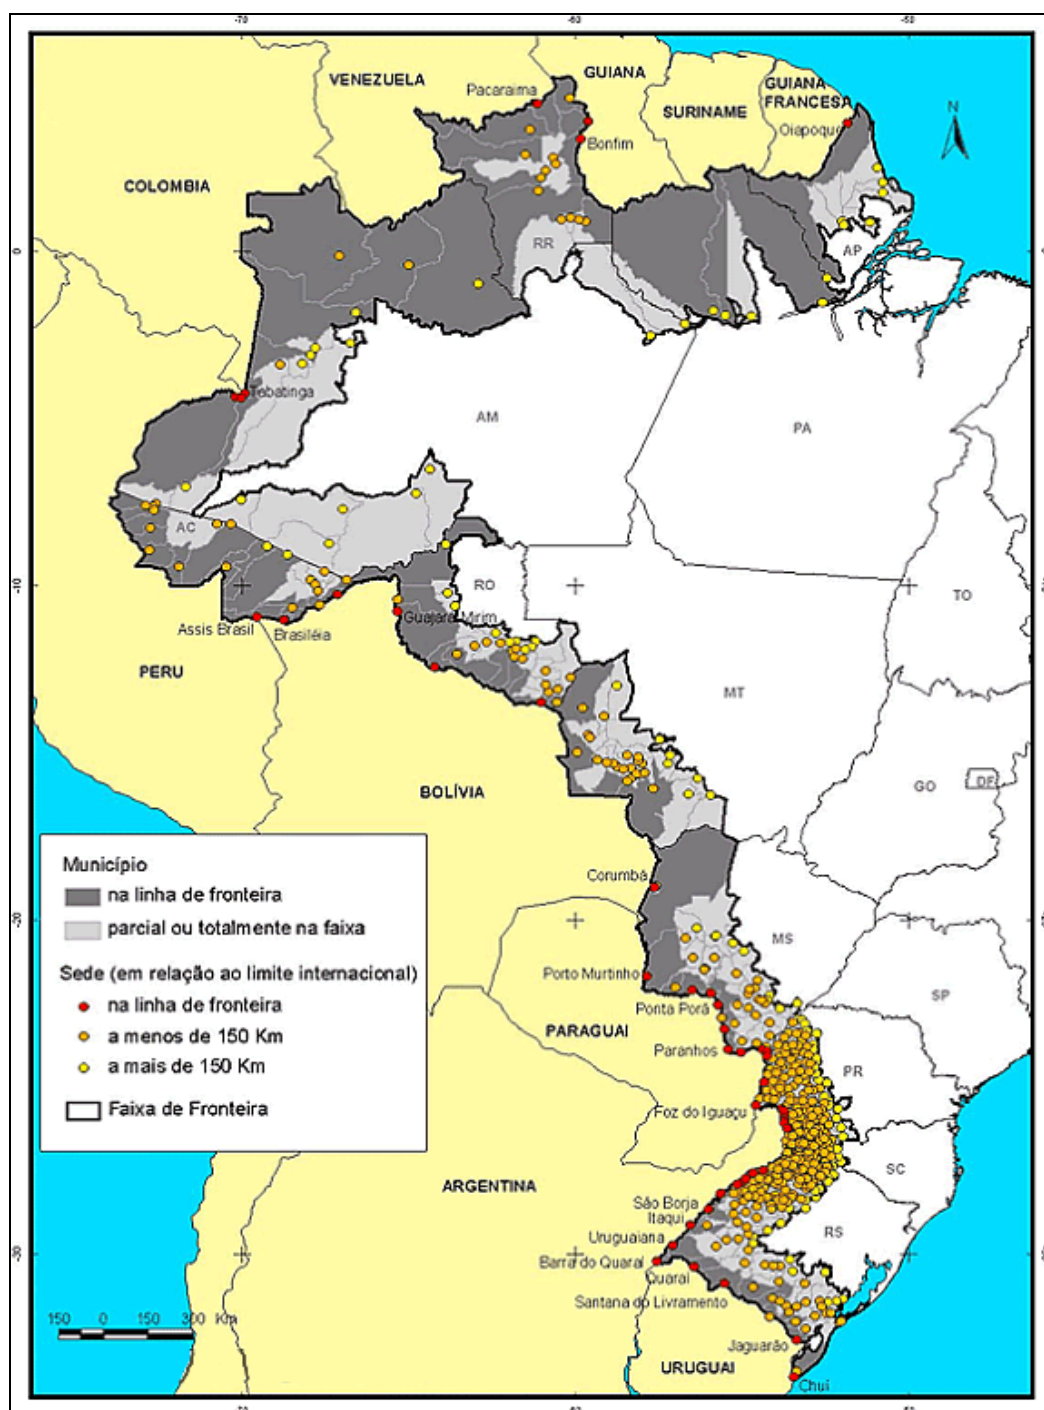 -70
-60
-50
VENEZUELA
GUIANA
GUIANA
FRANCESA
SURINAME
Pacaraima
Oiapoque
N
Bonfim
COLOMBIA
RR
AP
0
Tabatinga
AM
PA
AC
RO
TO
Guajará Mirim
Assis Brasil
Brasiléia
PERU
MT
BOLÍVIA
GO
DF
Município
na linha de fronteira
parcial ou totalmente na faixa
Sede (em relação ao limite internacional)
na linha de fronteira
a menos de 150 Km
a mais de 150 Km
Faixa de Fronteira
Corumbá
MS
SP
Porto Murtinho
Ponta Porã
PARAGUAI
Paranhos
PR
Foz do Iguaçu
SC
ARGENTINA
São Borja
Itaqui
RS
Uruguaiana
Barra do Quaraí
Quaraí
Santana do Livramento
150 0 150 300 Km
Jaguarão
URUGUAI
Chuí